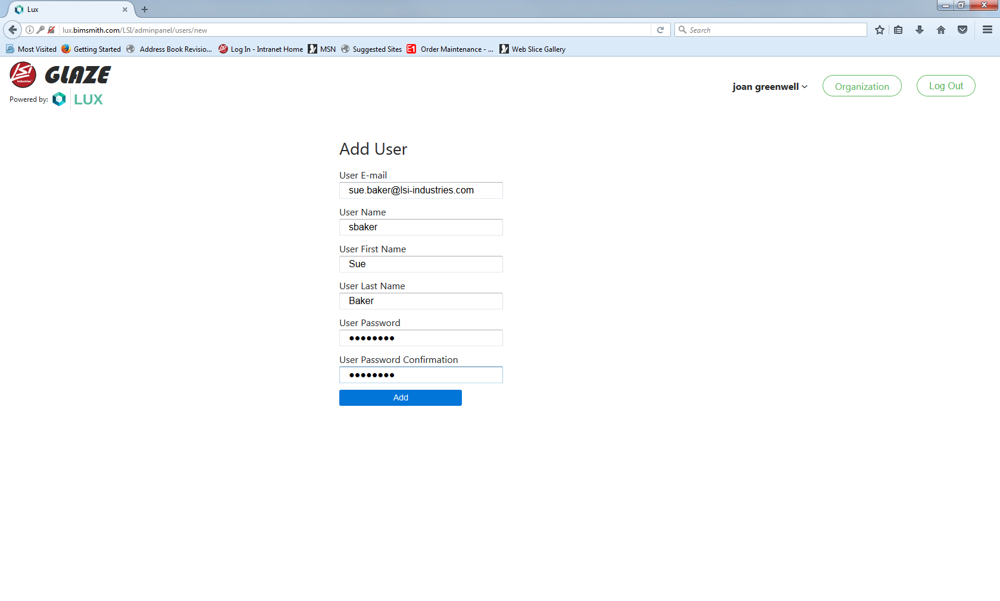 Lux
lux.bimsmith.com/LSI/adminpanel/users/new
Search
Most Visited Getting Started Address Book Revisio... Log In - Intranet Home MSN Suggested Sites E1 Order Maintenance - ... Web Slice Gallery
LSI Industries GLAZE
Powered by: LUX
joan greenwell Organization Log Out
Add User
User E-mail
sue.baker@lsi-industries.com
User Name
sbaker
User First Name
Sue
User Last Name
Baker
User Password
●●●●●●●●
User Password Confirmation
●●●●●●●●
Add